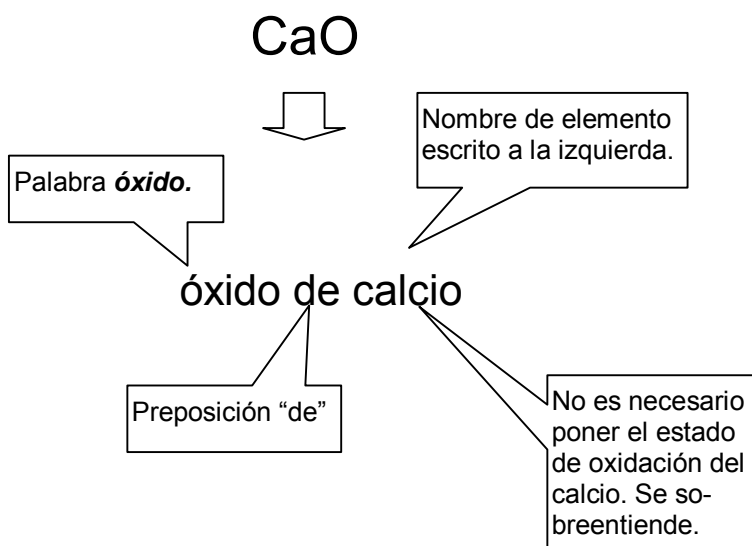 CaO
Nombre de elemento
escrito a la izquierda.
Palabra óxido.
óxido de calcio
Preposición “de”
No es necesario
poner el estado
de oxidación del
calcio. Se so-
breentiende.